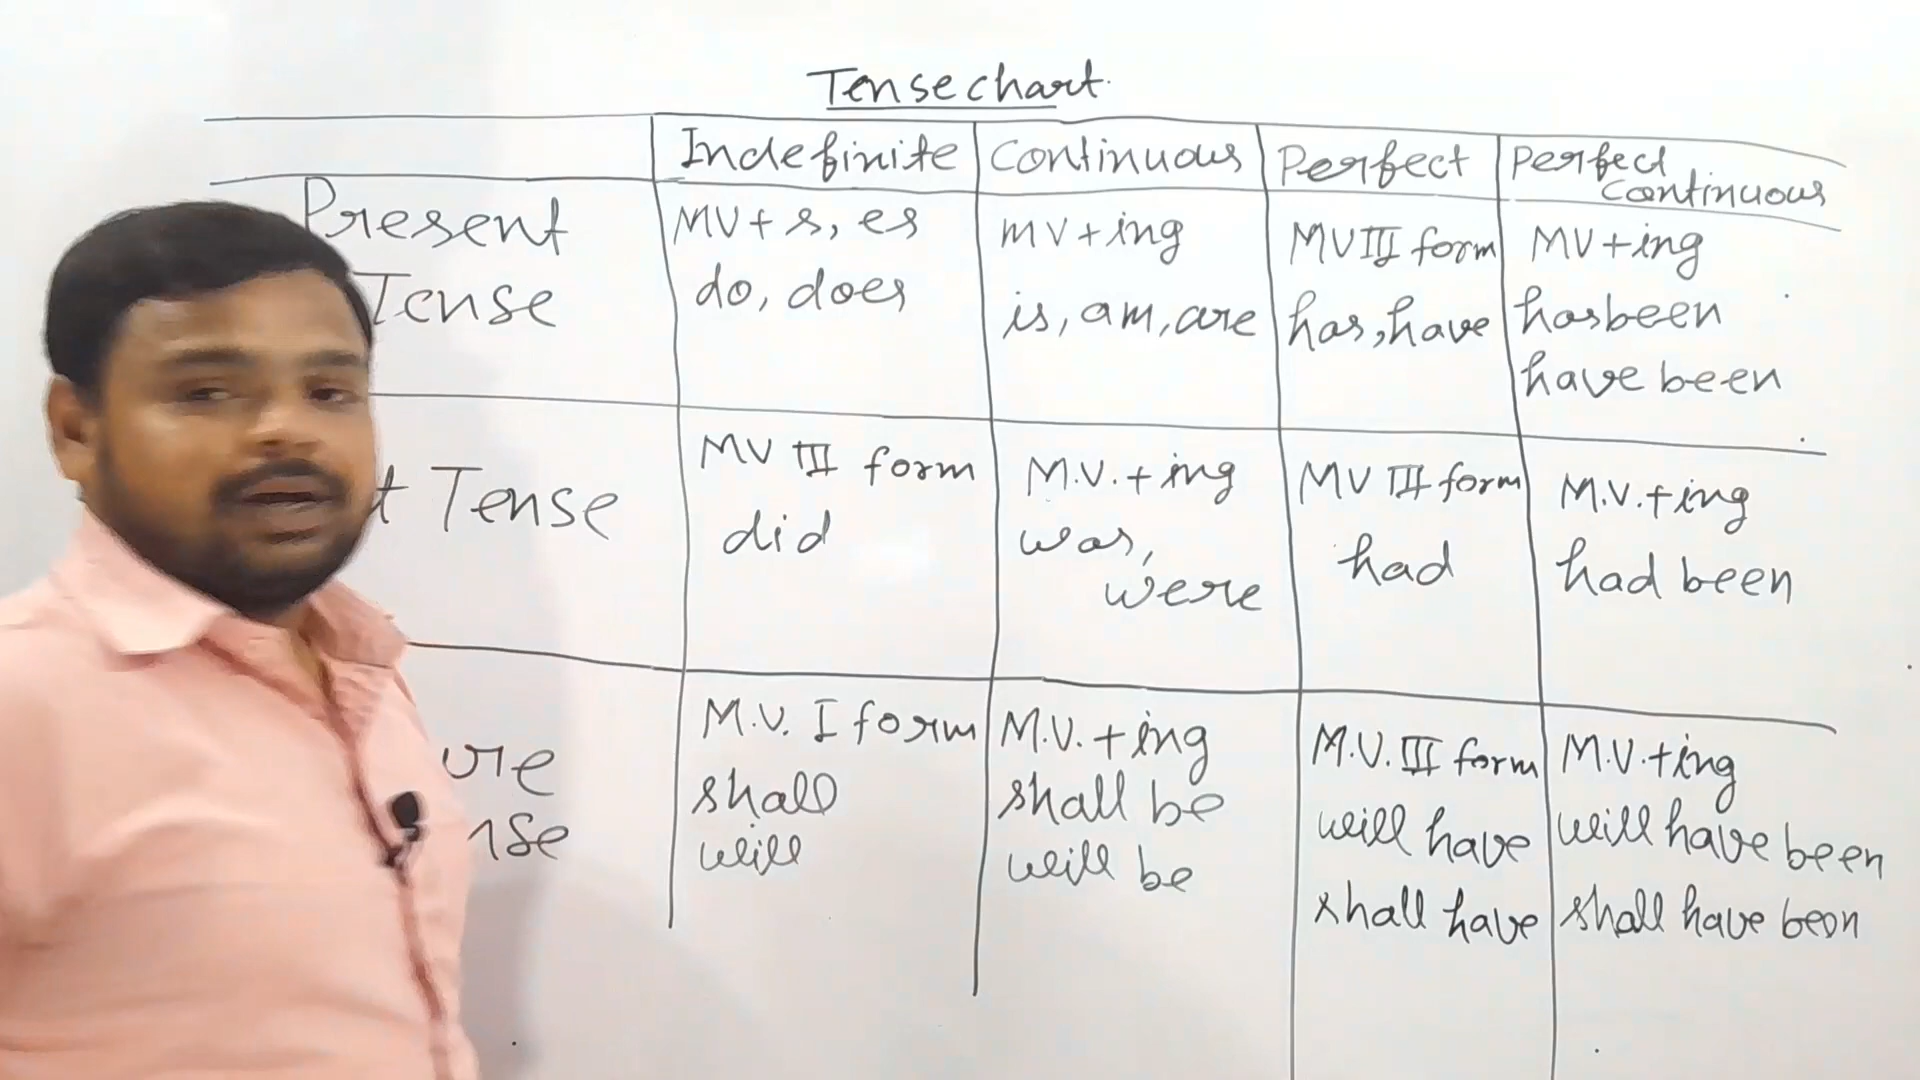 Tense chart
Indefinite Continuous Perfect Perfect Continuous
Present Tense
MV + s, es
do, does
MV + ing
is, am, are
MV III form
has, have
MV + ing
has been
have been
t Tense
MV III form
did
M.V. + ing
was,
were
MV III form
had
M.V. + ing
had been
ure
nse
M.V. I form
shall
will
M.V. + ing
shall be
will be
M.V. III form
will have
shall have
M.V. + ing
will have been
shall have been